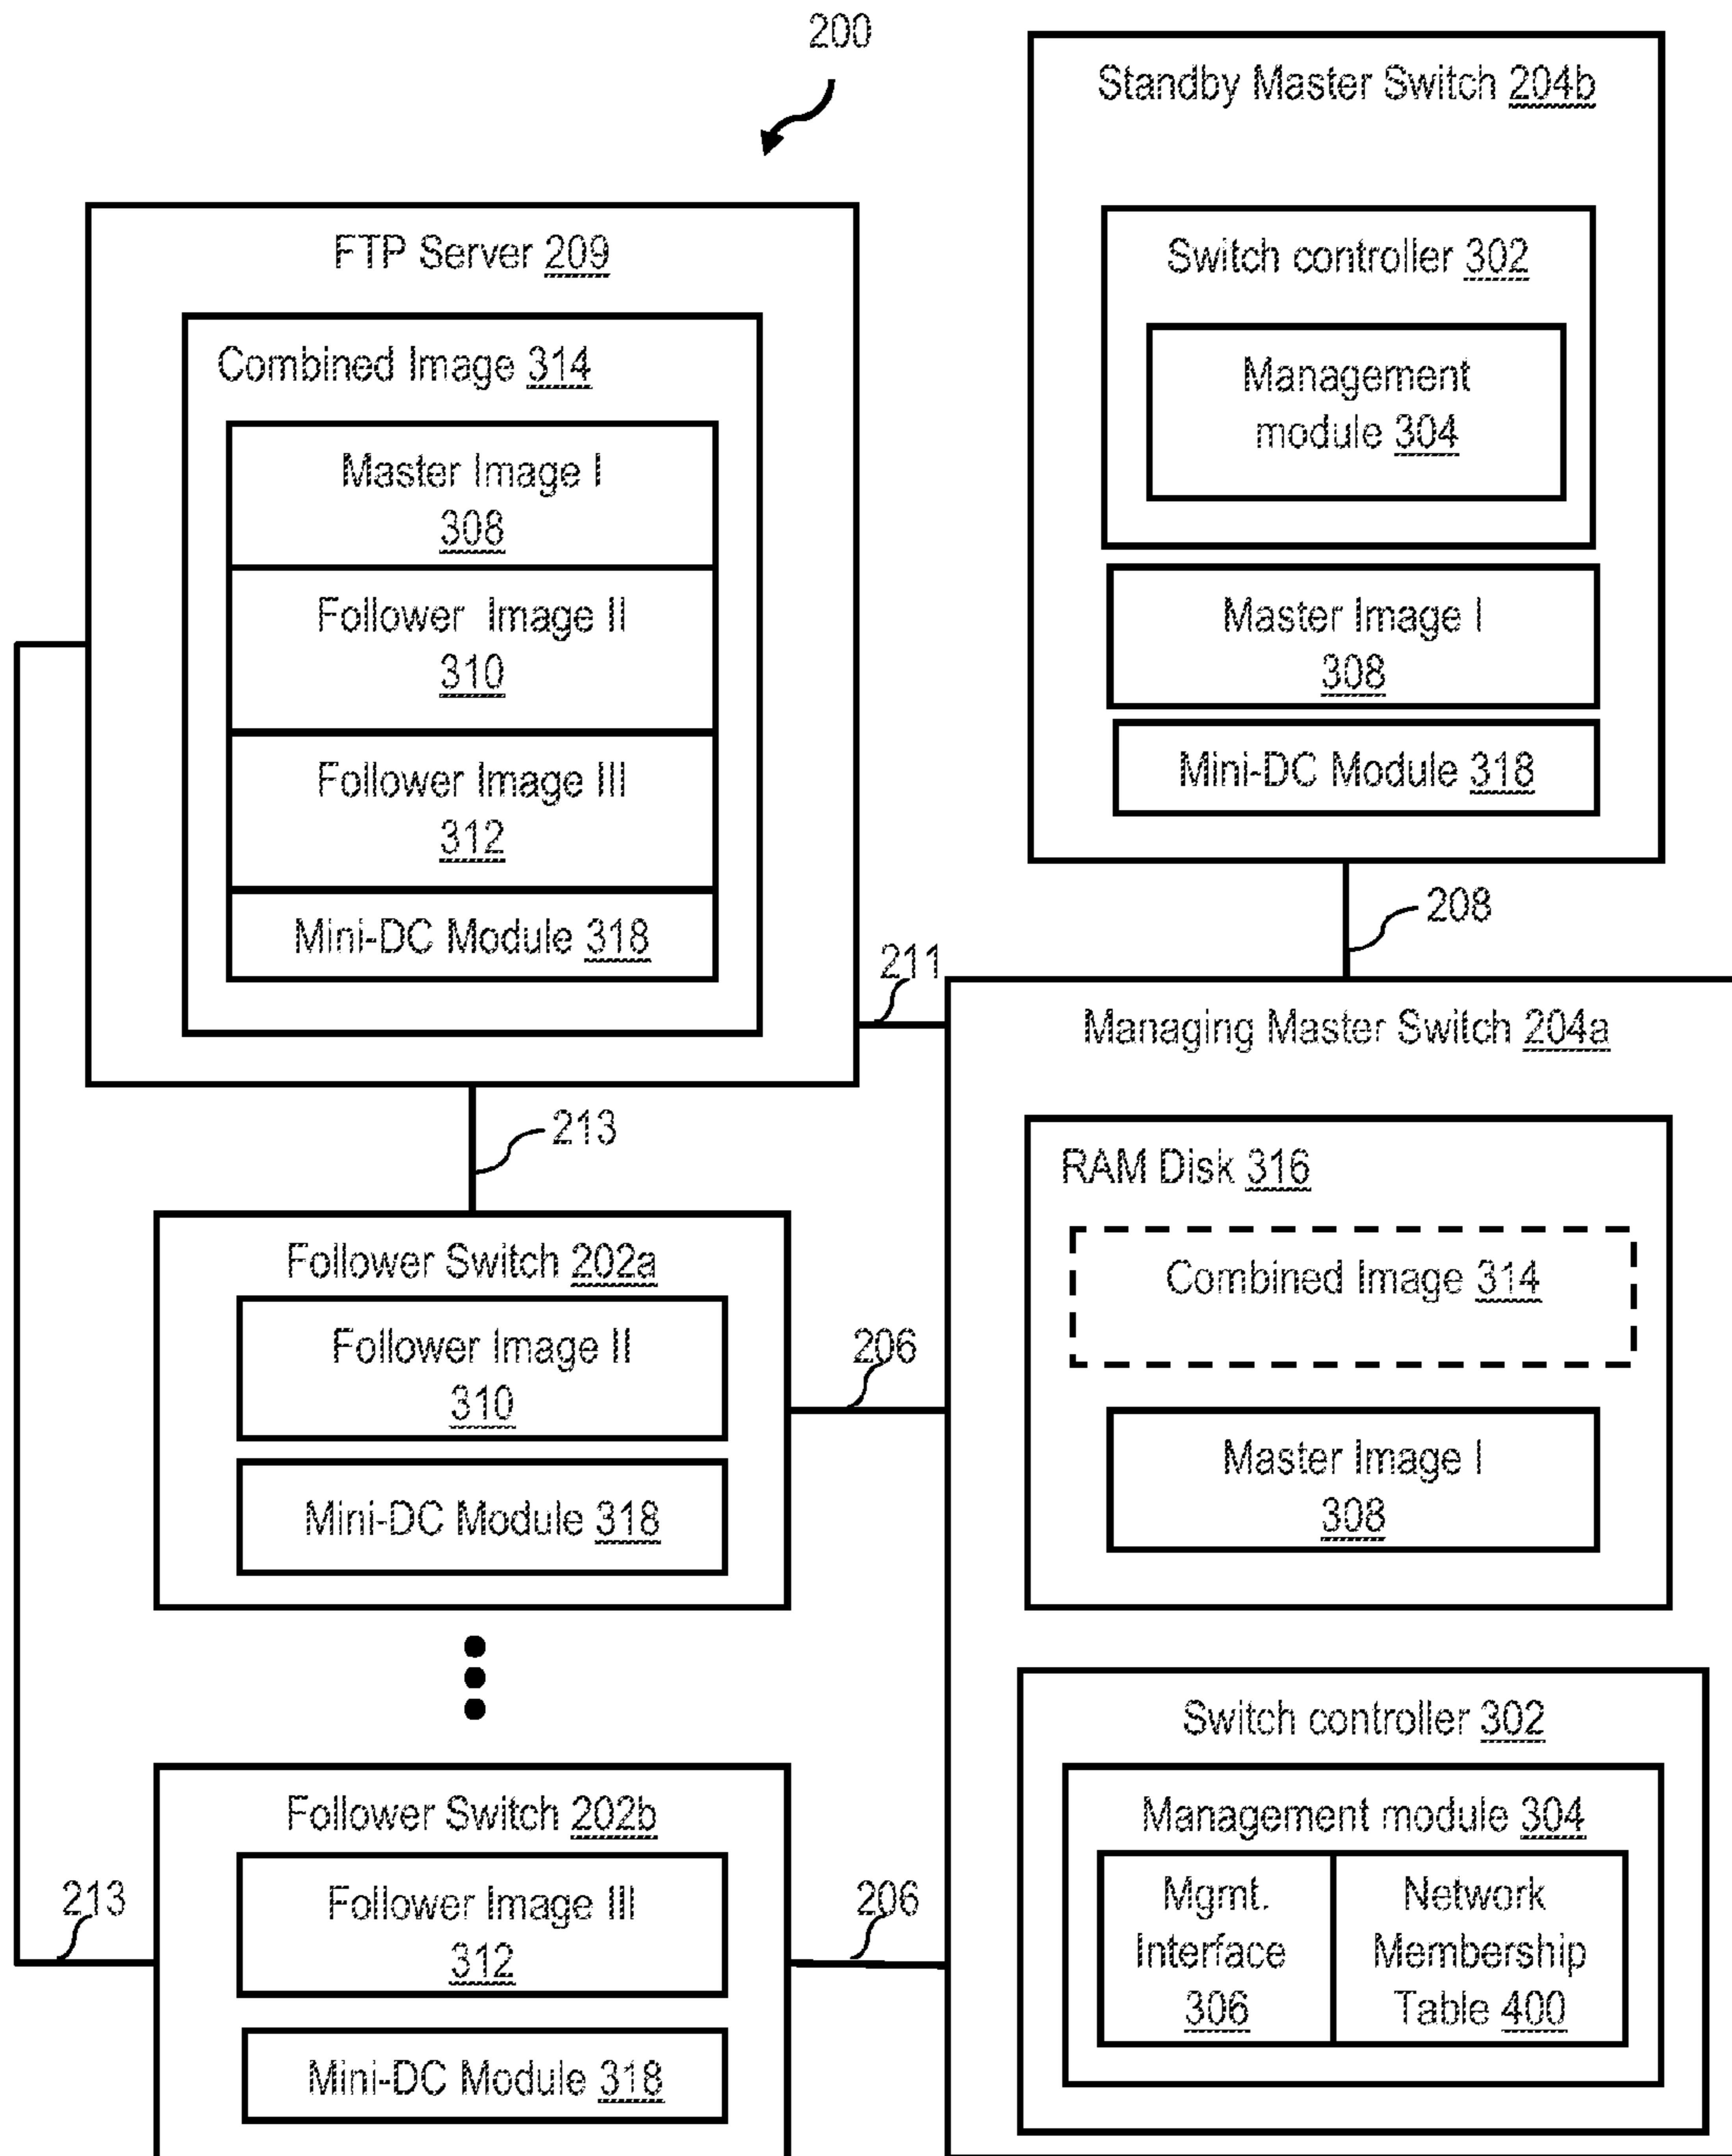 200
Standby Master Switch 204b
Switch controller 302
Management
module 304
Master Image I
308
Mini-DC Module 318
208
FTP Server 209
Combined Image 314
Master Image I
308
Follower Image II
310
Follower Image III
312
Mini-DC Module 318
211
213
Managing Master Switch 204a
RAM Disk 316
Combined Image 314
Master Image I
308
Follower Switch 202a
Follower Image II
310
Mini-DC Module 318
206
Switch controller 302
Management module 304
Mgmt.
Interface
306
Network
Membership
Table 400
Follower Switch 202b
Follower Image III
312
Mini-DC Module 318
213
206